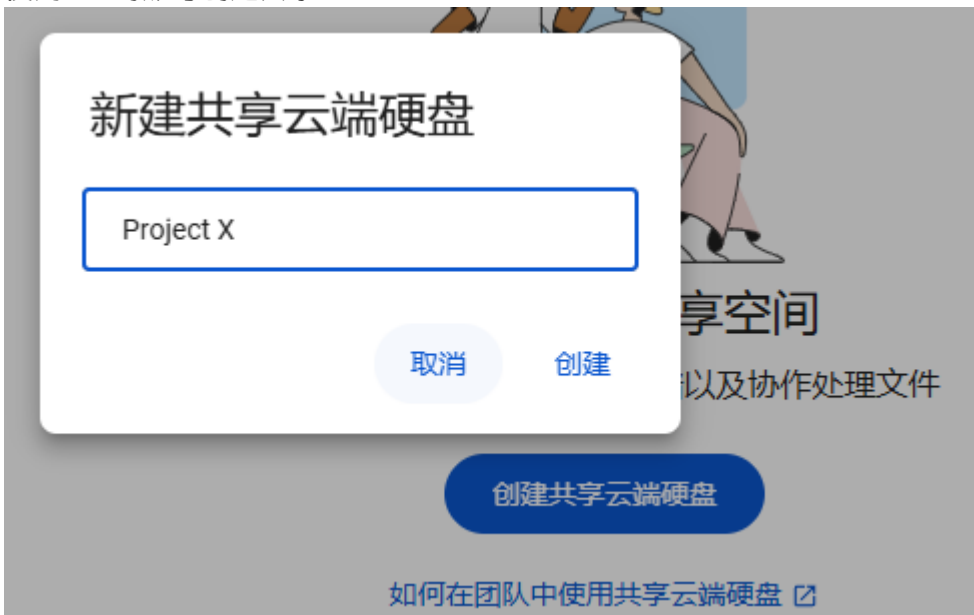 新建共享云端硬盘
Project X
取消 创建
享空间
以及协作处理文件
创建共享云端硬盘
如何在团队中使用共享云端硬盘